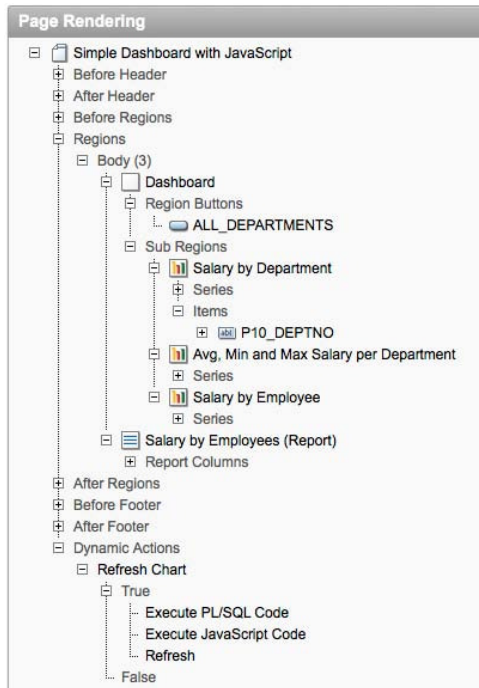 Page Rendering
Simple Dashboard with JavaScript
Before Header
After Header
Before Regions
Regions
Body (3)
Dashboard
Region Buttons
ALL_DEPARTMENTS
Sub Regions
Salary by Department
Series
Items
P10_DEPTNO
Avg, Min and Max Salary per Department
Series
Salary by Employee
Series
Salary by Employees (Report)
Report Columns
After Regions
Before Footer
After Footer
Dynamic Actions
Refresh Chart
True
Execute PL/SQL Code
Execute JavaScript Code
Refresh
False